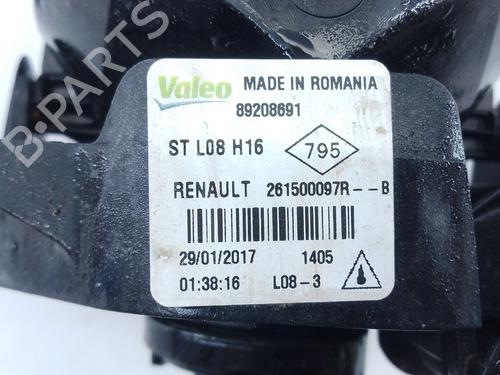 B-PARTS
Valeo MADE IN ROMANIA
89208691
ST L08 H16 795
RENAULT 261500097R--B
29/01/2017 1405
01:38:16 L08-3